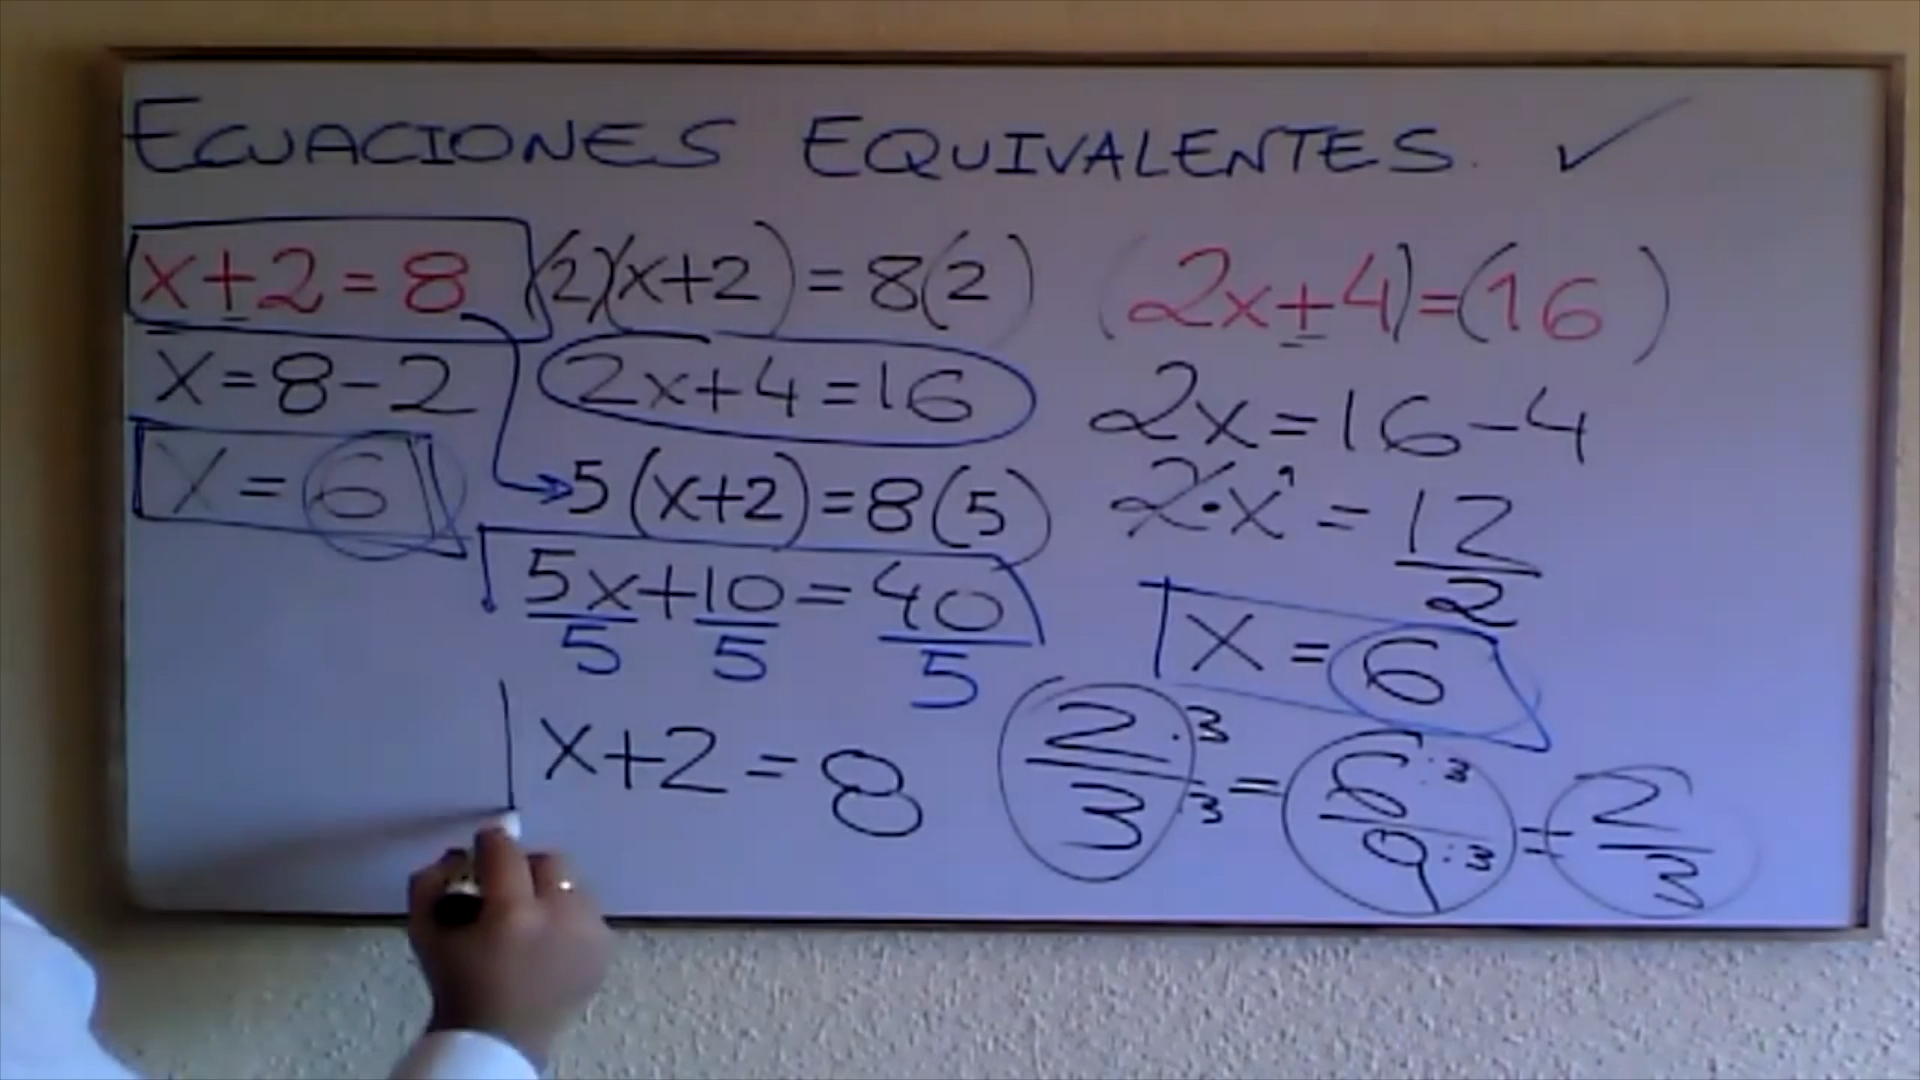 ECUACIONES EQUIVALENTES. ✓
x+2=8
x=8-2
x=6
(2)(x+2)=8(2)
2x+4=16
5(x+2)=8(5)
5x+10=40
5 5 5
x+2=8
(2x+4)=(16)
2x=16-4
2·x=12/2
x=6
2·3/3·3=6:3/9:3=2/3